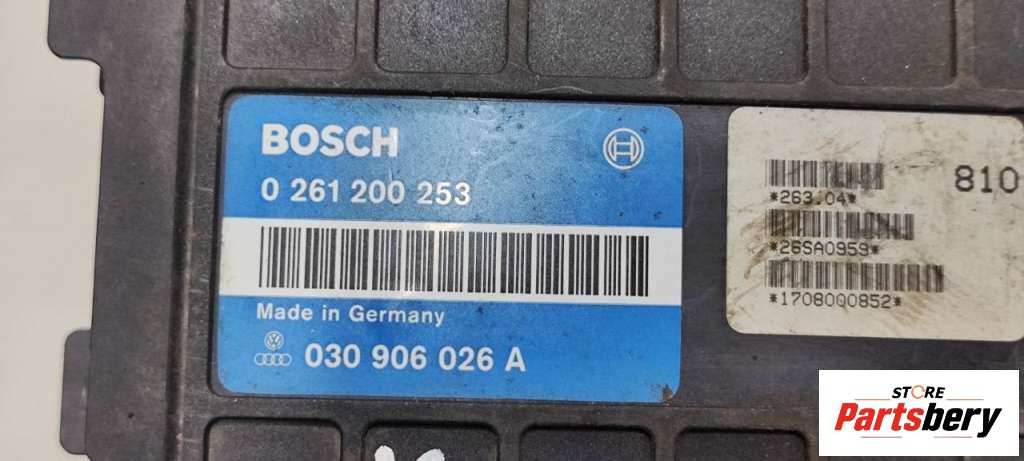 BOSCH
0 261 200 253
Made in Germany
030 906 026 A
810
*263.04*
*26SA0959*
*1708000852*
STORE
Partsbery